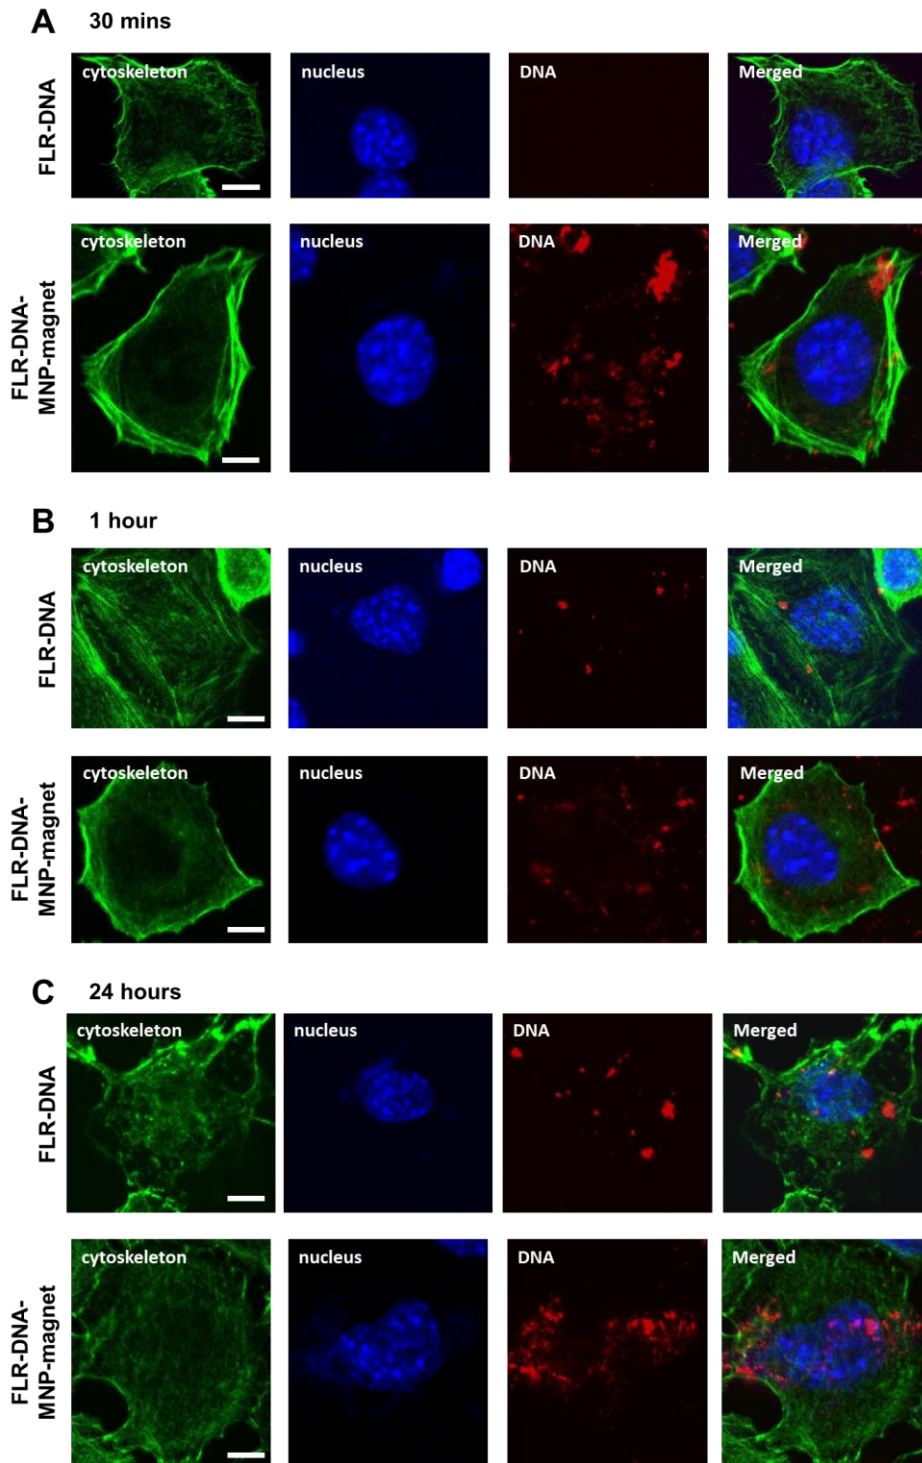 A 30 mins
FLR-DNA
cytoskeleton
nucleus
DNA
Merged
FLR-DNA-
MNP-magnet
cytoskeleton
nucleus
DNA
Merged
B 1 hour
FLR-DNA
cytoskeleton
nucleus
DNA
Merged
FLR-DNA-
MNP-magnet
cytoskeleton
nucleus
DNA
Merged
C 24 hours
FLR-DNA
cytoskeleton
nucleus
DNA
Merged
FLR-DNA-
MNP-magnet
cytoskeleton
nucleus
DNA
Merged